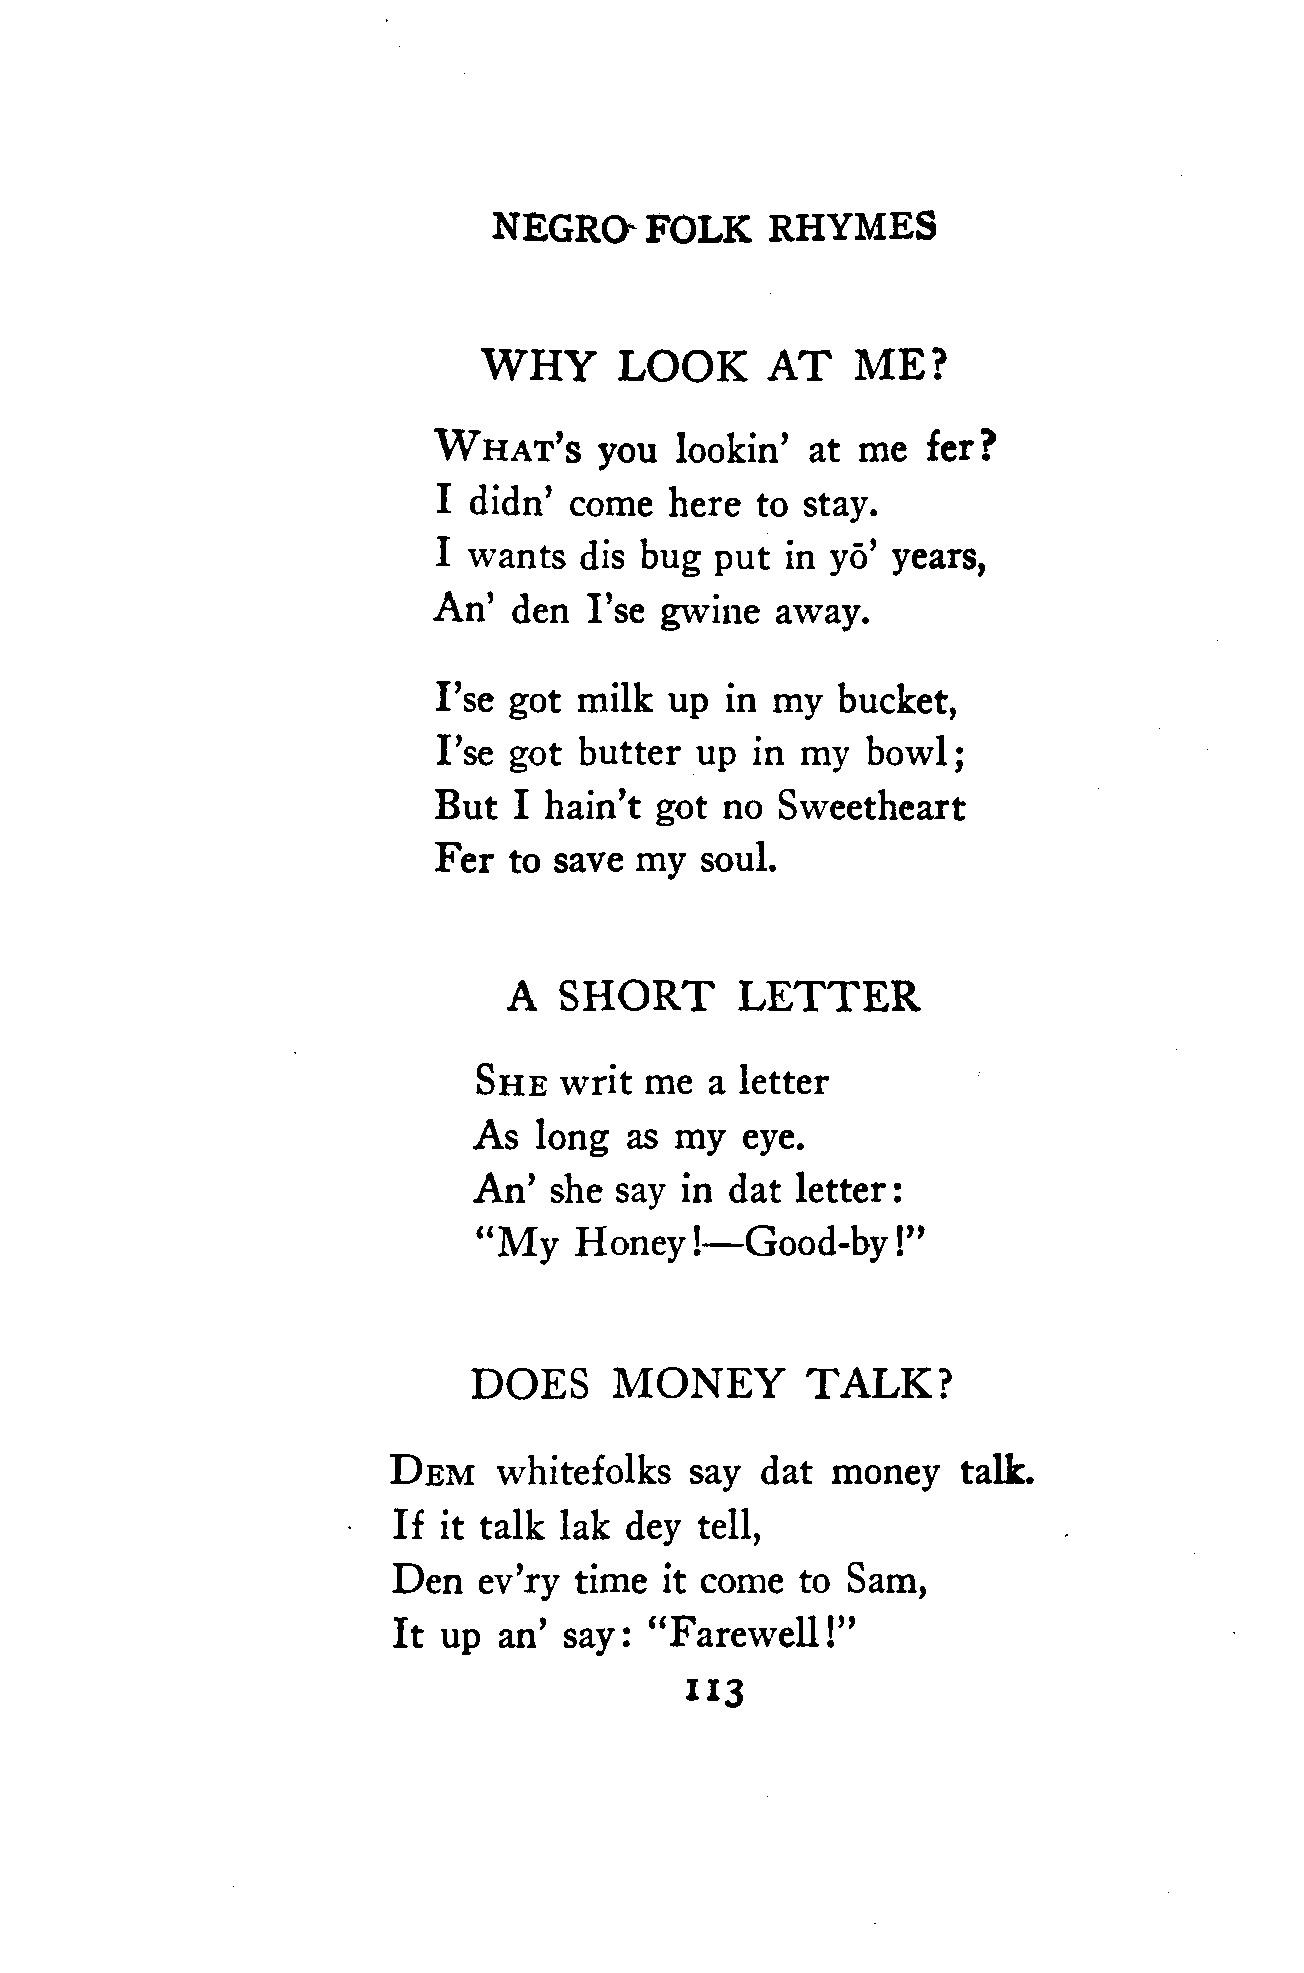 NEGRO FOLK RHYMES
WHY LOOK AT ME?
WHAT's you lookin' at me fer?
I didn' come here to stay.
I wants dis bug put in yō' years,
An' den I'se gwine away.
I'se got milk up in my bucket,
I'se got butter up in my bowl;
But I hain't got no Sweetheart
Fer to save my soul.
A SHORT LETTER
SHE writ me a letter
As long as my eye.
An' she say in dat letter:
"My Honey!—Good-by!"
DOES MONEY TALK?
DEM whitefolks say dat money talk.
If it talk lak dey tell,
Den ev'ry time it come to Sam,
It up an' say: "Farewell!"
113